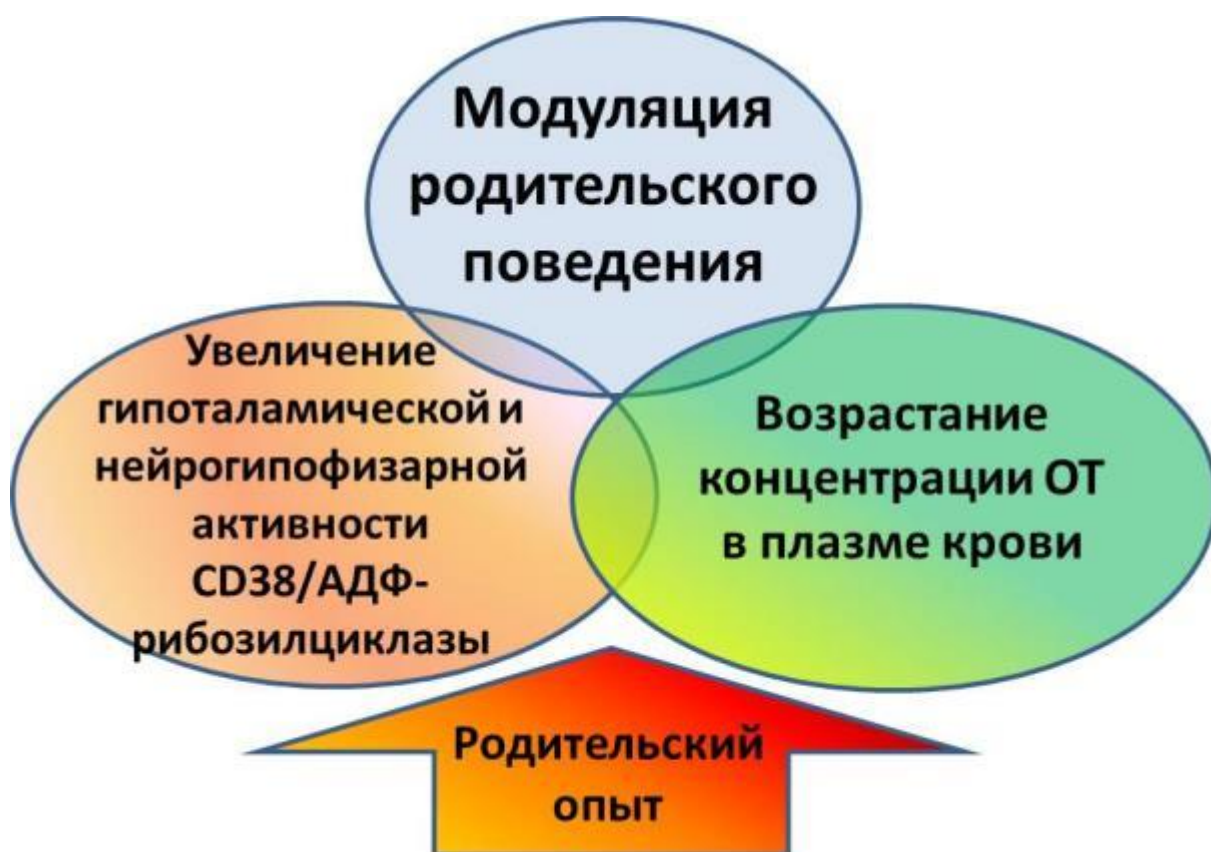 Модуляция
родительского
поведения
Увеличение
гипоталамической и
нейрогипофизарной
активности
CD38/АДФ-
рибозилциклазы
Возрастание
концентрации ОТ
в плазме крови
Родительский
опыт